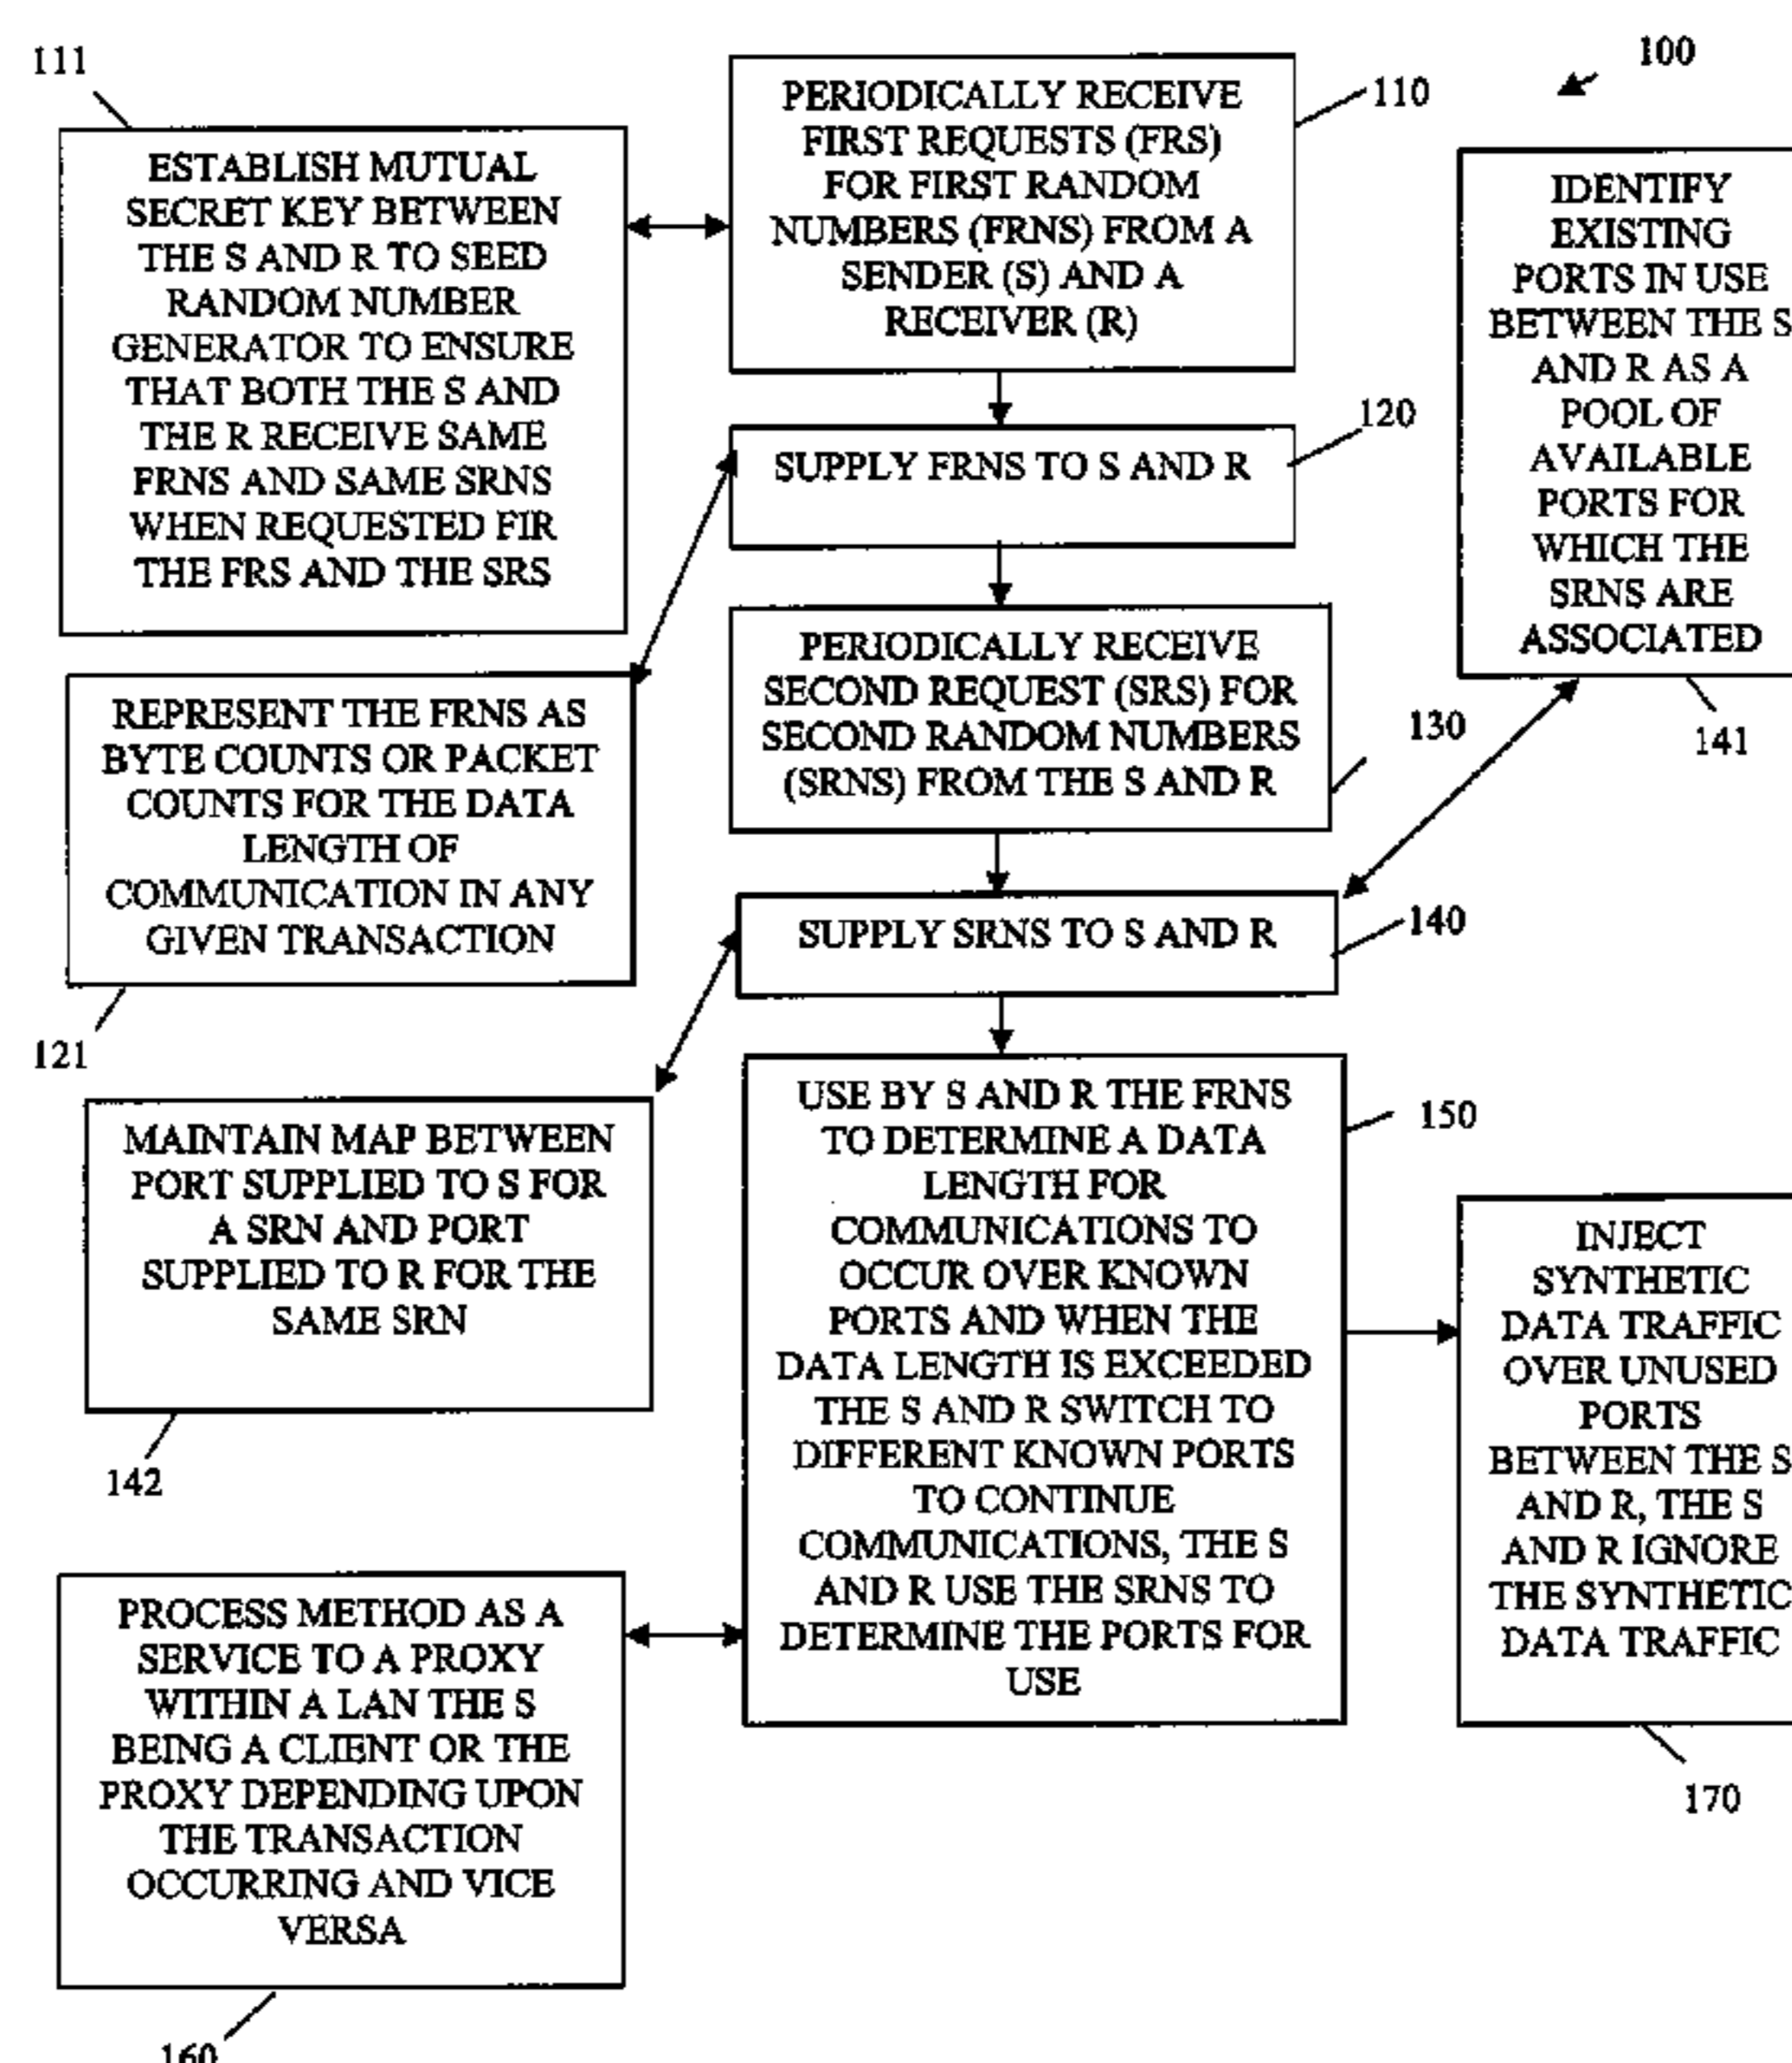 100
111
110
PERIODICALLY RECEIVE
FIRST REQUESTS (FRS)
FOR FIRST RANDOM
NUMBERS (FRNS) FROM A
SENDER (S) AND A
RECEIVER (R)
ESTABLISH MUTUAL
SECRET KEY BETWEEN
THE S AND R TO SEED
RANDOM NUMBER
GENERATOR TO ENSURE
THAT BOTH THE S AND
THE R RECEIVE SAME
FRNS AND SAME SRNS
WHEN REQUESTED FIR
THE FRS AND THE SRS
IDENTIFY
EXISTING
PORTS IN USE
BETWEEN THE S
AND R AS A
POOL OF
AVAILABLE
PORTS FOR
WHICH THE
SRNS ARE
ASSOCIATED
141
120
SUPPLY FRNS TO S AND R
REPRESENT THE FRNS AS
BYTE COUNTS OR PACKET
COUNTS FOR THE DATA
LENGTH OF
COMMUNICATION IN ANY
GIVEN TRANSACTION
121
PERIODICALLY RECEIVE
SECOND REQUEST (SRS) FOR
SECOND RANDOM NUMBERS
(SRNS) FROM THE S AND R
130
SUPPLY SRNS TO S AND R
140
MAINTAIN MAP BETWEEN
PORT SUPPLIED TO S FOR
A SRN AND PORT
SUPPLIED TO R FOR THE
SAME SRN
142
USE BY S AND R THE FRNS
TO DETERMINE A DATA
LENGTH FOR
COMMUNICATIONS TO
OCCUR OVER KNOWN
PORTS AND WHEN THE
DATA LENGTH IS EXCEEDED
THE S AND R SWITCH TO
DIFFERENT KNOWN PORTS
TO CONTINUE
COMMUNICATIONS, THE S
AND R USE THE SRNS TO
DETERMINE THE PORTS FOR
USE
150
INJECT
SYNTHETIC
DATA TRAFFIC
OVER UNUSED
PORTS
BETWEEN THE S
AND R, THE S
AND R IGNORE
THE SYNTHETIC
DATA TRAFFIC
170
PROCESS METHOD AS A
SERVICE TO A PROXY
WITHIN A LAN THE S
BEING A CLIENT OR THE
PROXY DEPENDING UPON
THE TRANSACTION
OCCURRING AND VICE
VERSA
160